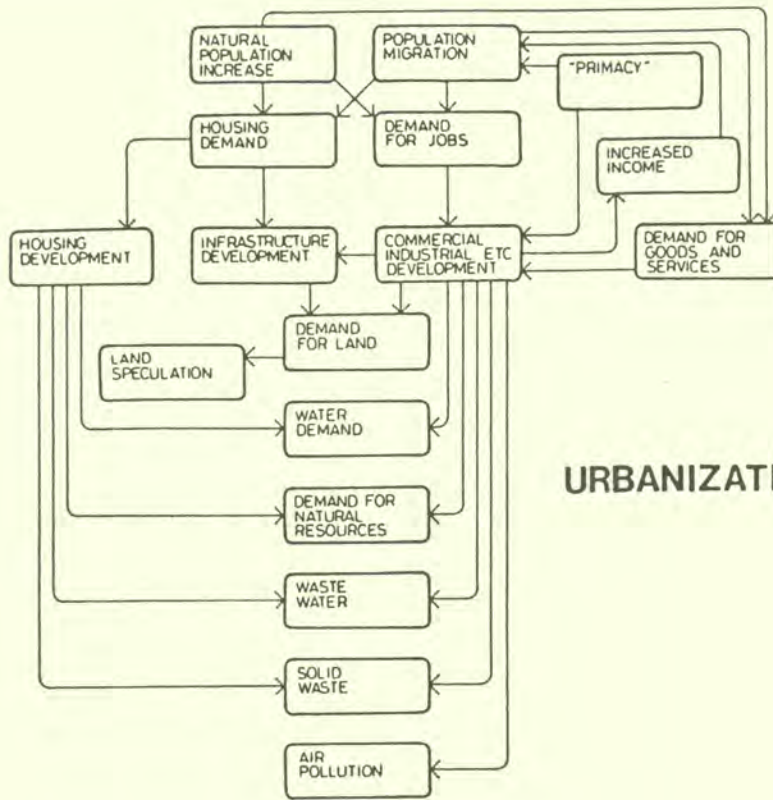 NATURAL
POPULATION
INCREASE
POPULATION
MIGRATION
"PRIMACY"
HOUSING
DEMAND
DEMAND
FOR JOBS
INCREASED
INCOME
HOUSING
DEVELOPMENT
INFRASTRUCTURE
DEVELOPMENT
COMMERCIAL
INDUSTRIAL ETC
DEVELOPMENT
DEMAND FOR
GOODS AND
SERVICES
DEMAND
FOR LAND
LAND
SPECULATION
WATER
DEMAND
URBANIZATI
DEMAND FOR
NATURAL
RESOURCES
WASTE
WATER
SOLID
WASTE
AIR
POLLUTION